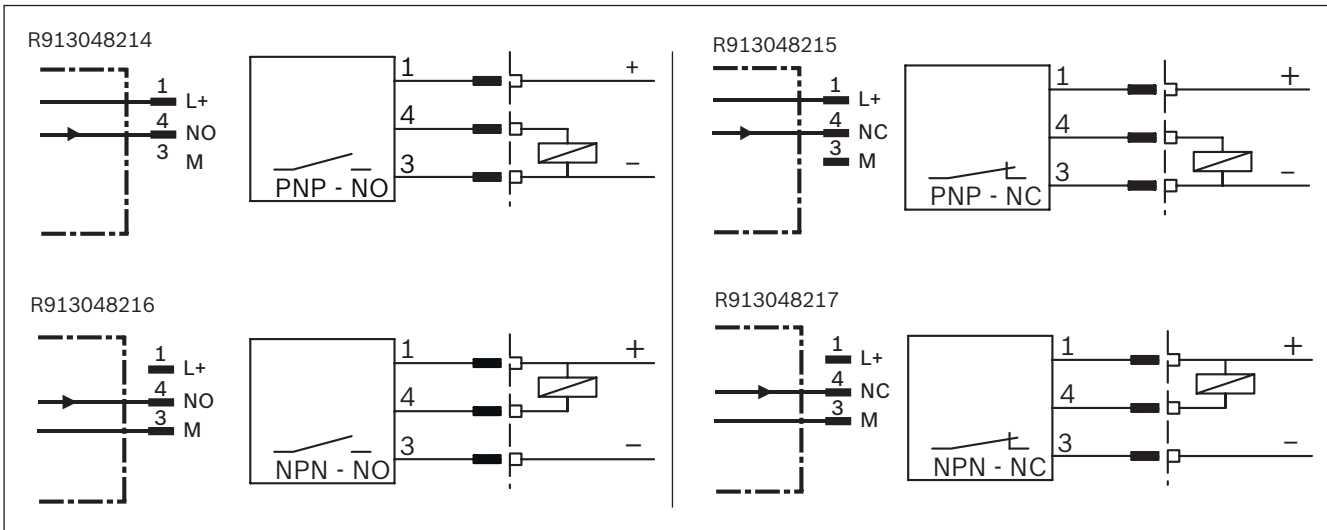 R913048214
1
L+
4
NO
3
M
1
+
4
3
−
PNP - NO
R913048215
1
L+
4
NC
3
M
1
+
4
3
−
PNP - NC
R913048216
1
L+
4
NO
3
M
1
+
4
3
−
NPN - NO
R913048217
1
L+
4
NC
3
M
1
+
4
3
−
NPN - NC